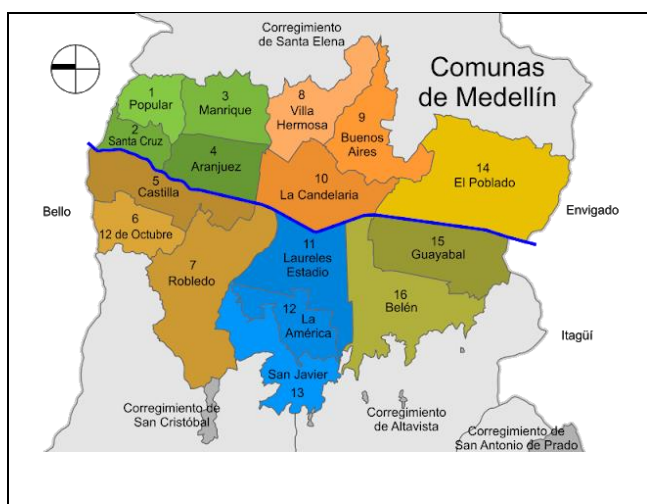 Corregimiento
de Santa Elena
Comunas
de Medellín
1
Popular
3
Manrique
8
Villa
Hermosa
9
Buenos
Aires
2
Santa Cruz
4
Aranjuez
14
El Poblado
5
Castilla
10
La Candelaria
Bello
Envigado
6
12 de Octubre
11
Laureles
Estadio
15
Guayabal
7
Robledo
16
Belén
12
La
América
Itagüí
San Javier
13
Corregimiento de
San Cristóbal
Corregimiento
de Altavista
Corregimiento de
San Antonio de Prado